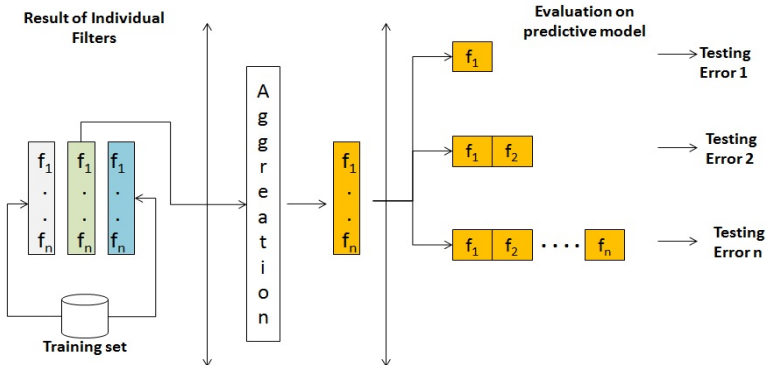 Result of Individual
Filters
Evaluation on
predictive model
f1
. 
. 
fn
f1
. 
. 
fn
f1
. 
. 
fn
Training set
Aggreation
f1
. 
. 
fn
f1
Testing
Error 1
f1 f2
Testing
Error 2
f1 f2 . . . . fn
Testing
Error n